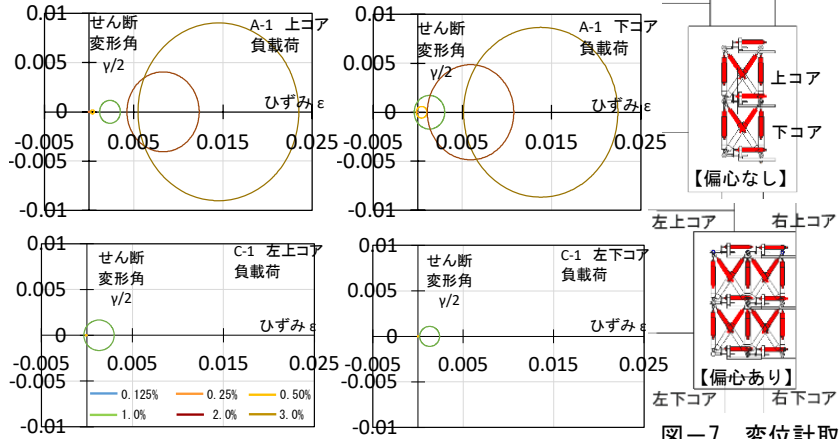 0.01
0.005
0
-0.005
-0.01
0.005
0.015
0.025
せん断
変形角
γ/2
A-1 上コア
負載荷
ひずみ ε
0.01
0.005
0
-0.005
-0.01
0.005
0.015
0.025
せん断
変形角
γ/2
A-1 下コア
負載荷
ひずみ ε
上コア
下コア
【偏心なし】
0.01
0.005
0
-0.005
-0.01
0.005
0.015
0.025
せん断
変形角
γ/2
C-1 左上コア
負載荷
ひずみ ε
0.125%
0.25%
0.50%
1.0%
2.0%
3.0%
0.01
0.005
0
-0.005
-0.01
0.005
0.015
0.025
せん断
変形角
γ/2
C-1 左下コア
負載荷
ひずみ ε
左上コア
右上コア
【偏心あり】
左下コア
右下コア
図－7 変位計取